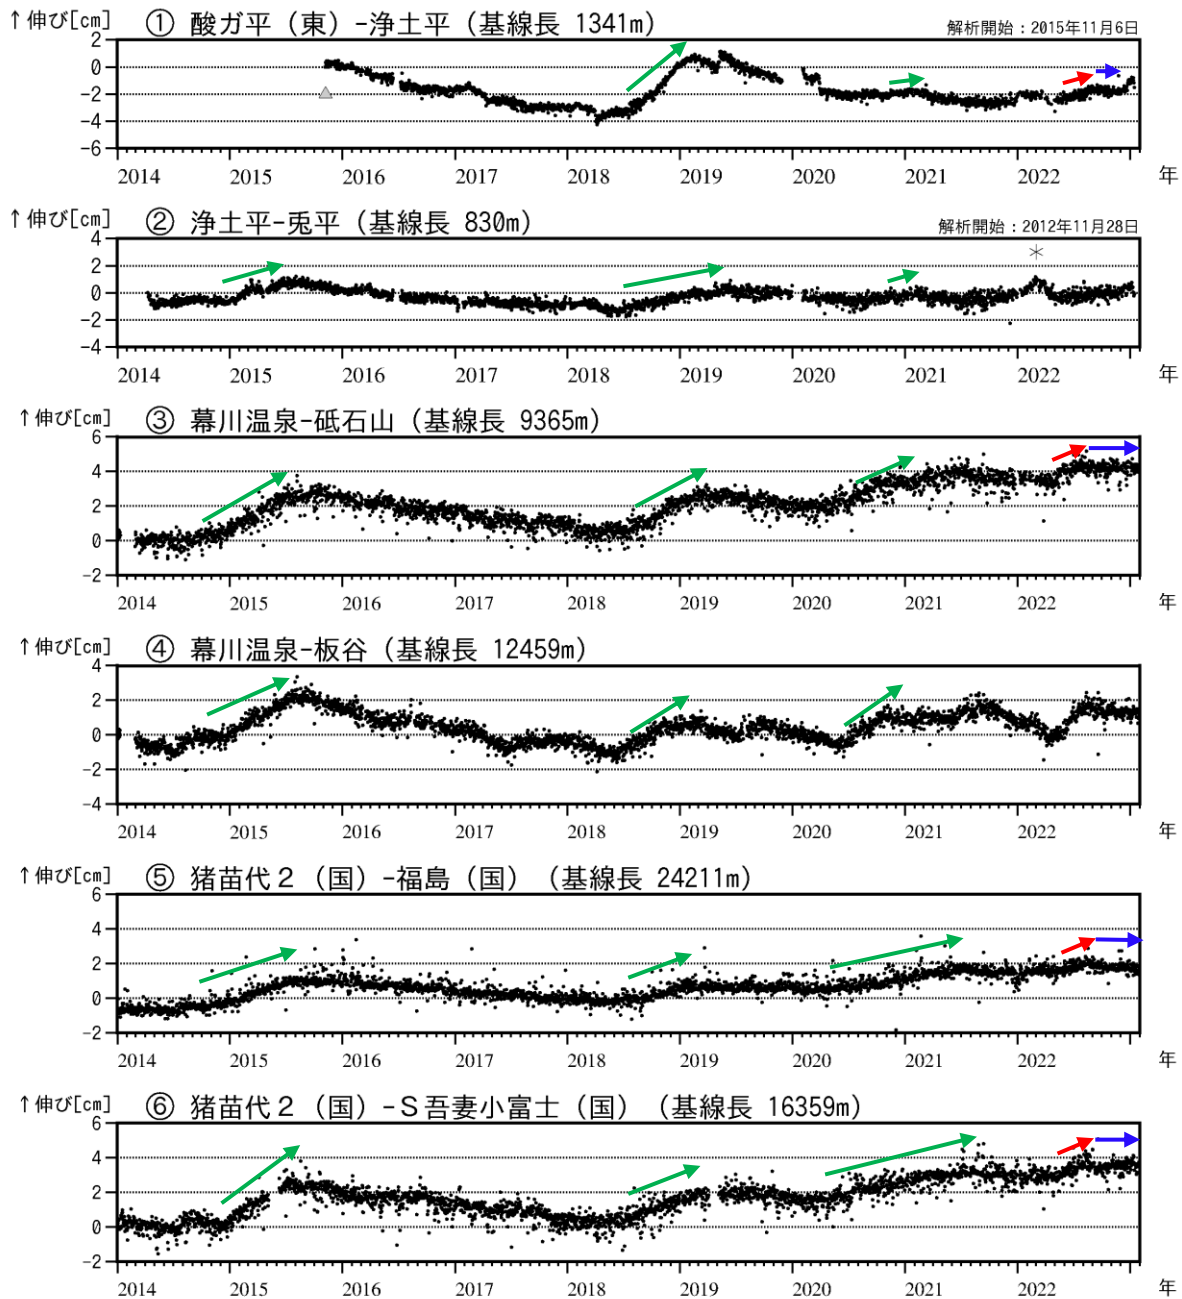 ↑伸び[cm] ① 酸ガ平（東）-浄土平（基線長 1341m） 解析開始：2015年11月6日
2
0
-2
-4
-6
2014 2015 2016 2017 2018 2019 2020 2021 2022 年
↑伸び[cm] ② 浄土平-兎平（基線長 830m） 解析開始：2012年11月28日
4
2
0
-2
-4
2014 2015 2016 2017 2018 2019 2020 2021 2022 年
↑伸び[cm] ③ 幕川温泉-砥石山（基線長 9365m）
6
4
2
0
-2
2014 2015 2016 2017 2018 2019 2020 2021 2022 年
↑伸び[cm] ④ 幕川温泉-板谷（基線長 12459m）
4
2
0
-2
-4
2014 2015 2016 2017 2018 2019 2020 2021 2022 年
↑伸び[cm] ⑤ 猪苗代２（国）-福島（国）（基線長 24211m）
6
4
2
0
-2
2014 2015 2016 2017 2018 2019 2020 2021 2022 年
↑伸び[cm] ⑥ 猪苗代２（国）-Ｓ吾妻小富士（国）（基線長 16359m）
6
4
2
0
-2
2014 2015 2016 2017 2018 2019 2020 2021 2022 年